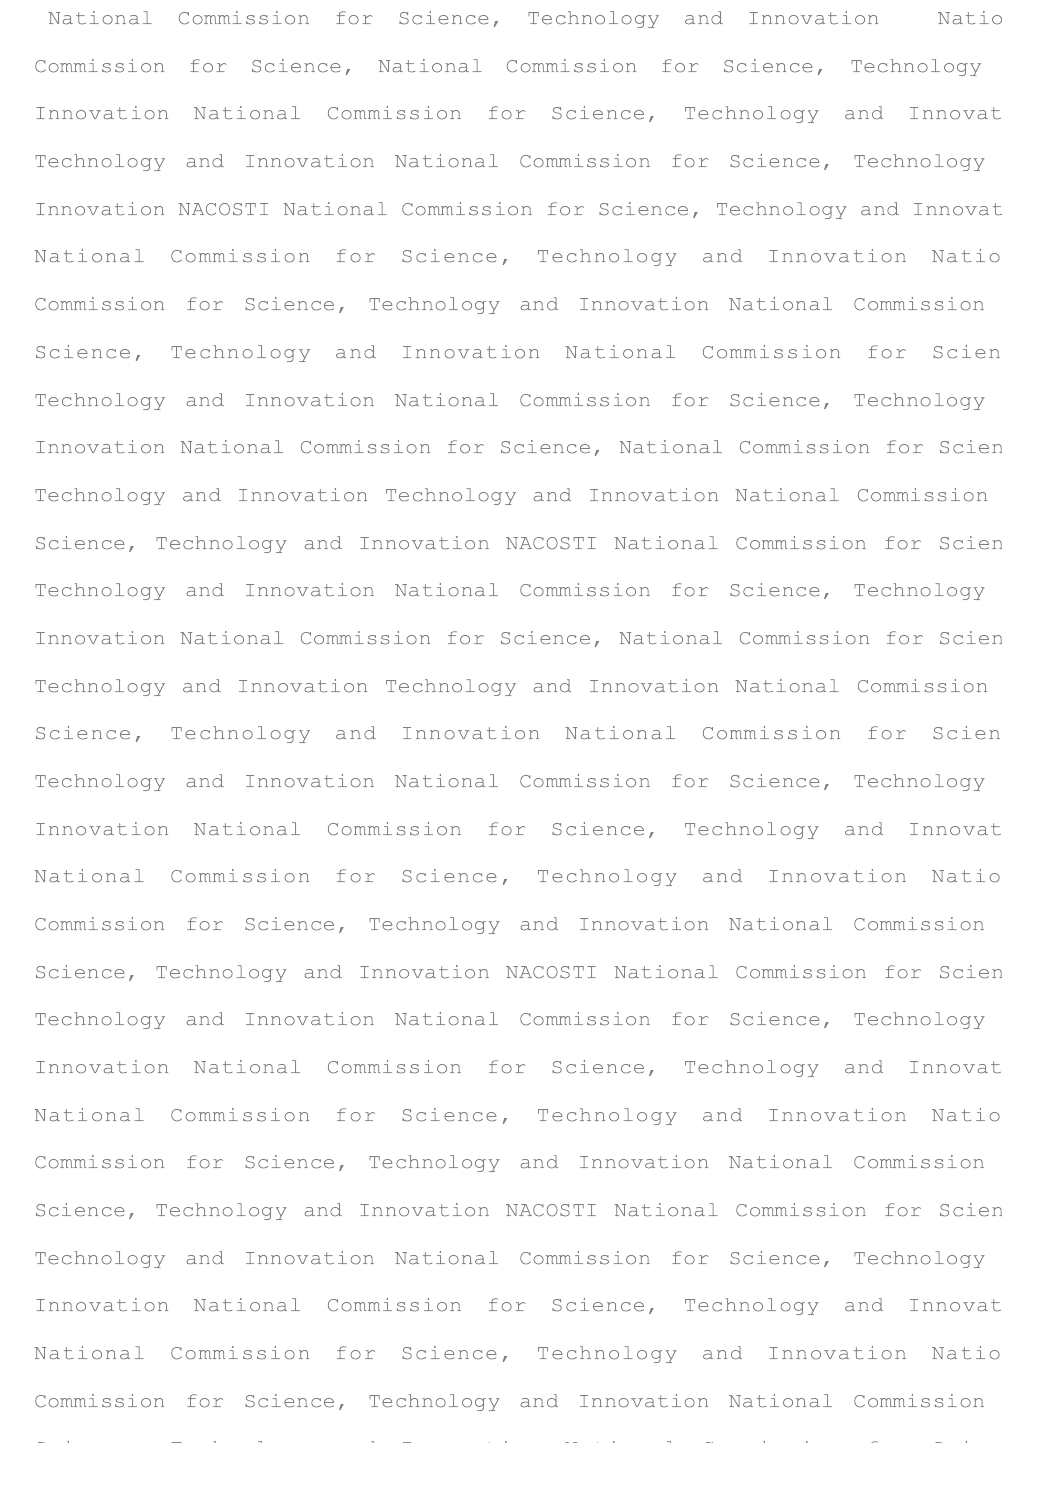 National Commission for Science, Technology and Innovation Natio
Commission for Science, National Commission for Science, Technology
Innovation National Commission for Science, Technology and Innovat
Technology and Innovation National Commission for Science, Technology
Innovation NACOSTI National Commission for Science, Technology and Innovat
National Commission for Science, Technology and Innovation Natio
Commission for Science, Technology and Innovation National Commission
Science, Technology and Innovation National Commission for Scien
Technology and Innovation National Commission for Science, Technology
Innovation National Commission for Science, National Commission for Scien
Technology and Innovation Technology and Innovation National Commission
Science, Technology and Innovation NACOSTI National Commission for Scien
Technology and Innovation National Commission for Science, Technology
Innovation National Commission for Science, National Commission for Scien
Technology and Innovation Technology and Innovation National Commission
Science, Technology and Innovation National Commission for Scien
Technology and Innovation National Commission for Science, Technology
Innovation National Commission for Science, Technology and Innovat
National Commission for Science, Technology and Innovation Natio
Commission for Science, Technology and Innovation National Commission
Science, Technology and Innovation NACOSTI National Commission for Scien
Technology and Innovation National Commission for Science, Technology
Innovation National Commission for Science, Technology and Innovat
National Commission for Science, Technology and Innovation Natio
Commission for Science, Technology and Innovation National Commission
Science, Technology and Innovation NACOSTI National Commission for Scien
Technology and Innovation National Commission for Science, Technology
Innovation National Commission for Science, Technology and Innovat
National Commission for Science, Technology and Innovation Natio
Commission for Science, Technology and Innovation National Commission